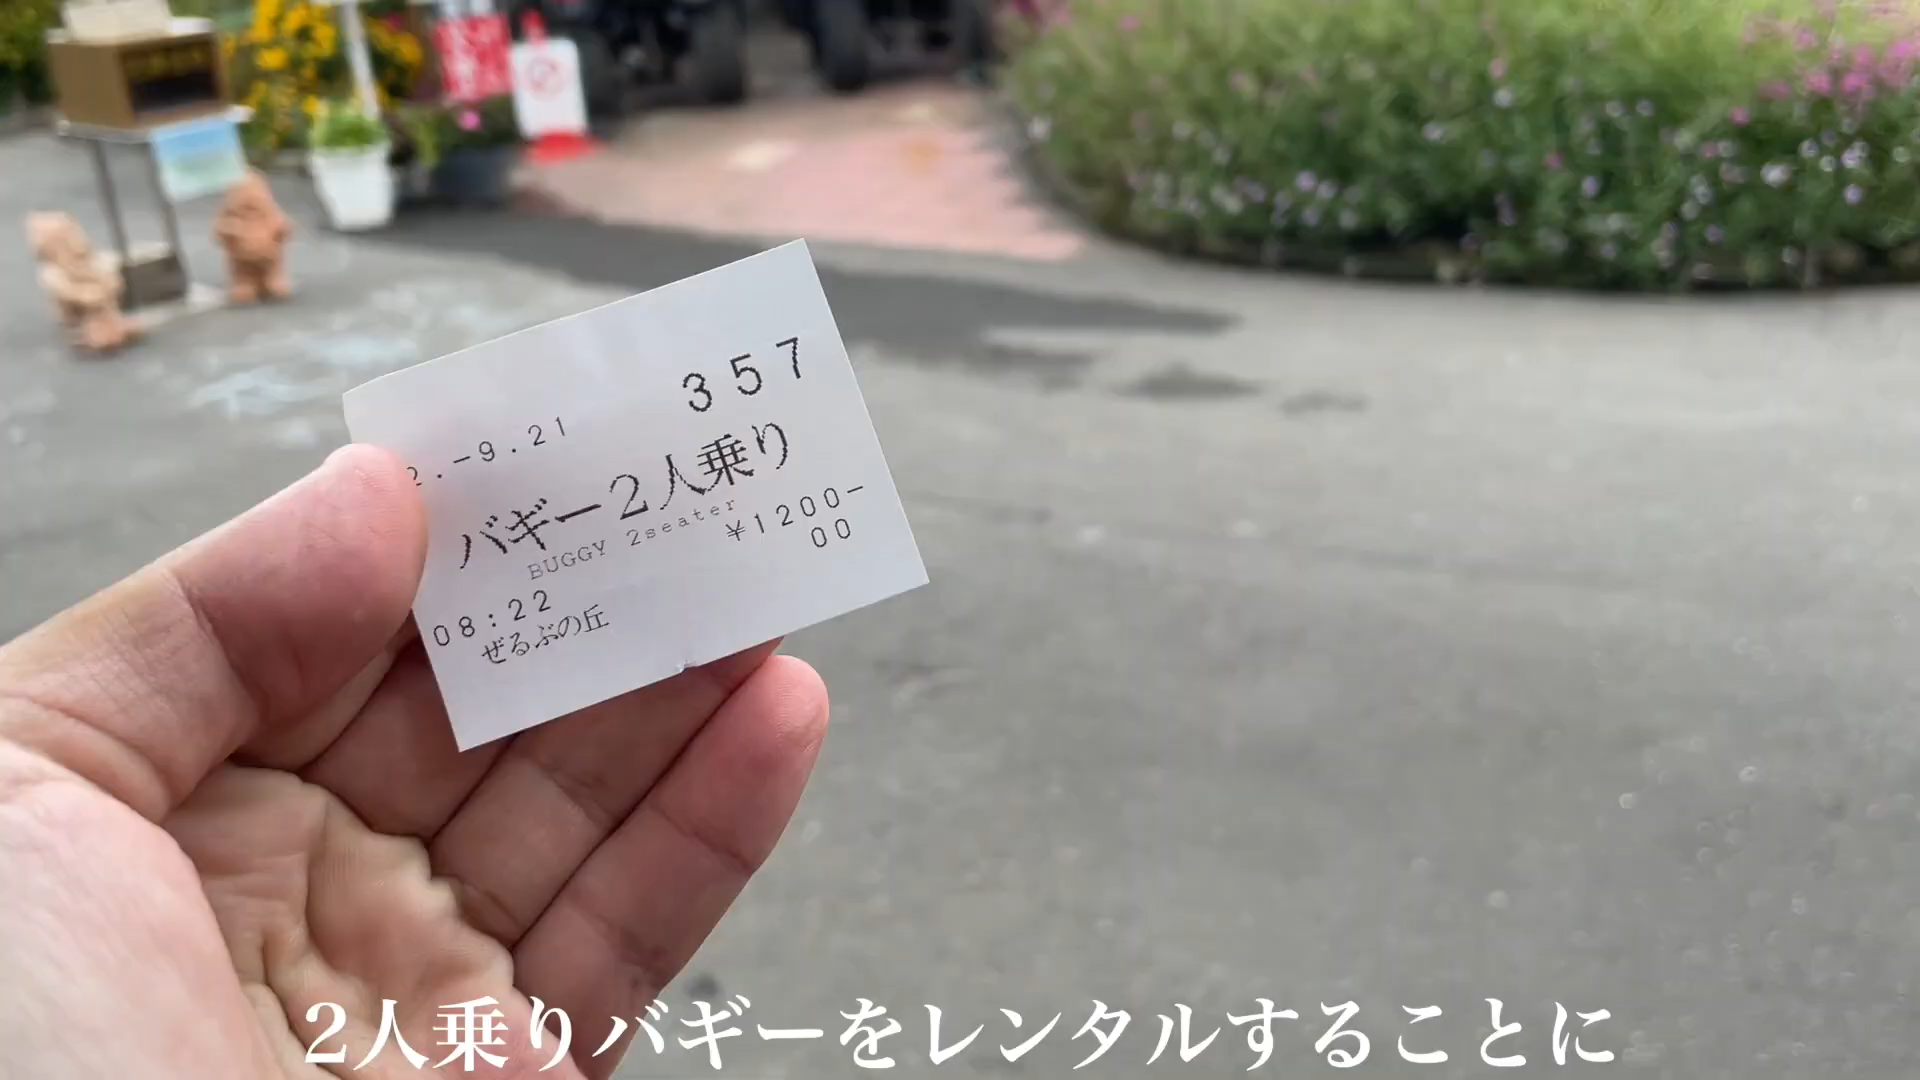 357
2.-9.21
バギー2人乗り
BUGGY 2seater
¥1200-
00
08:22
ぜるぶの丘
2人乗りバギーをレンタルすることに